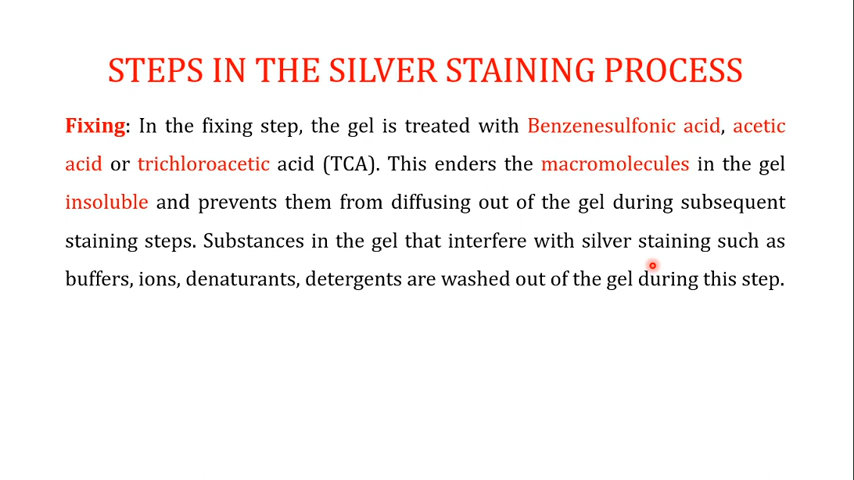 STEPS IN THE SILVER STAINING PROCESS
Fixing: In the fixing step, the gel is treated with Benzenesulfonic acid, acetic
acid or trichloroacetic acid (TCA). This enders the macromolecules in the gel
insoluble and prevents them from diffusing out of the gel during subsequent
staining steps. Substances in the gel that interfere with silver staining such as
buffers, ions, denaturants, detergents are washed out of the gel during this step.